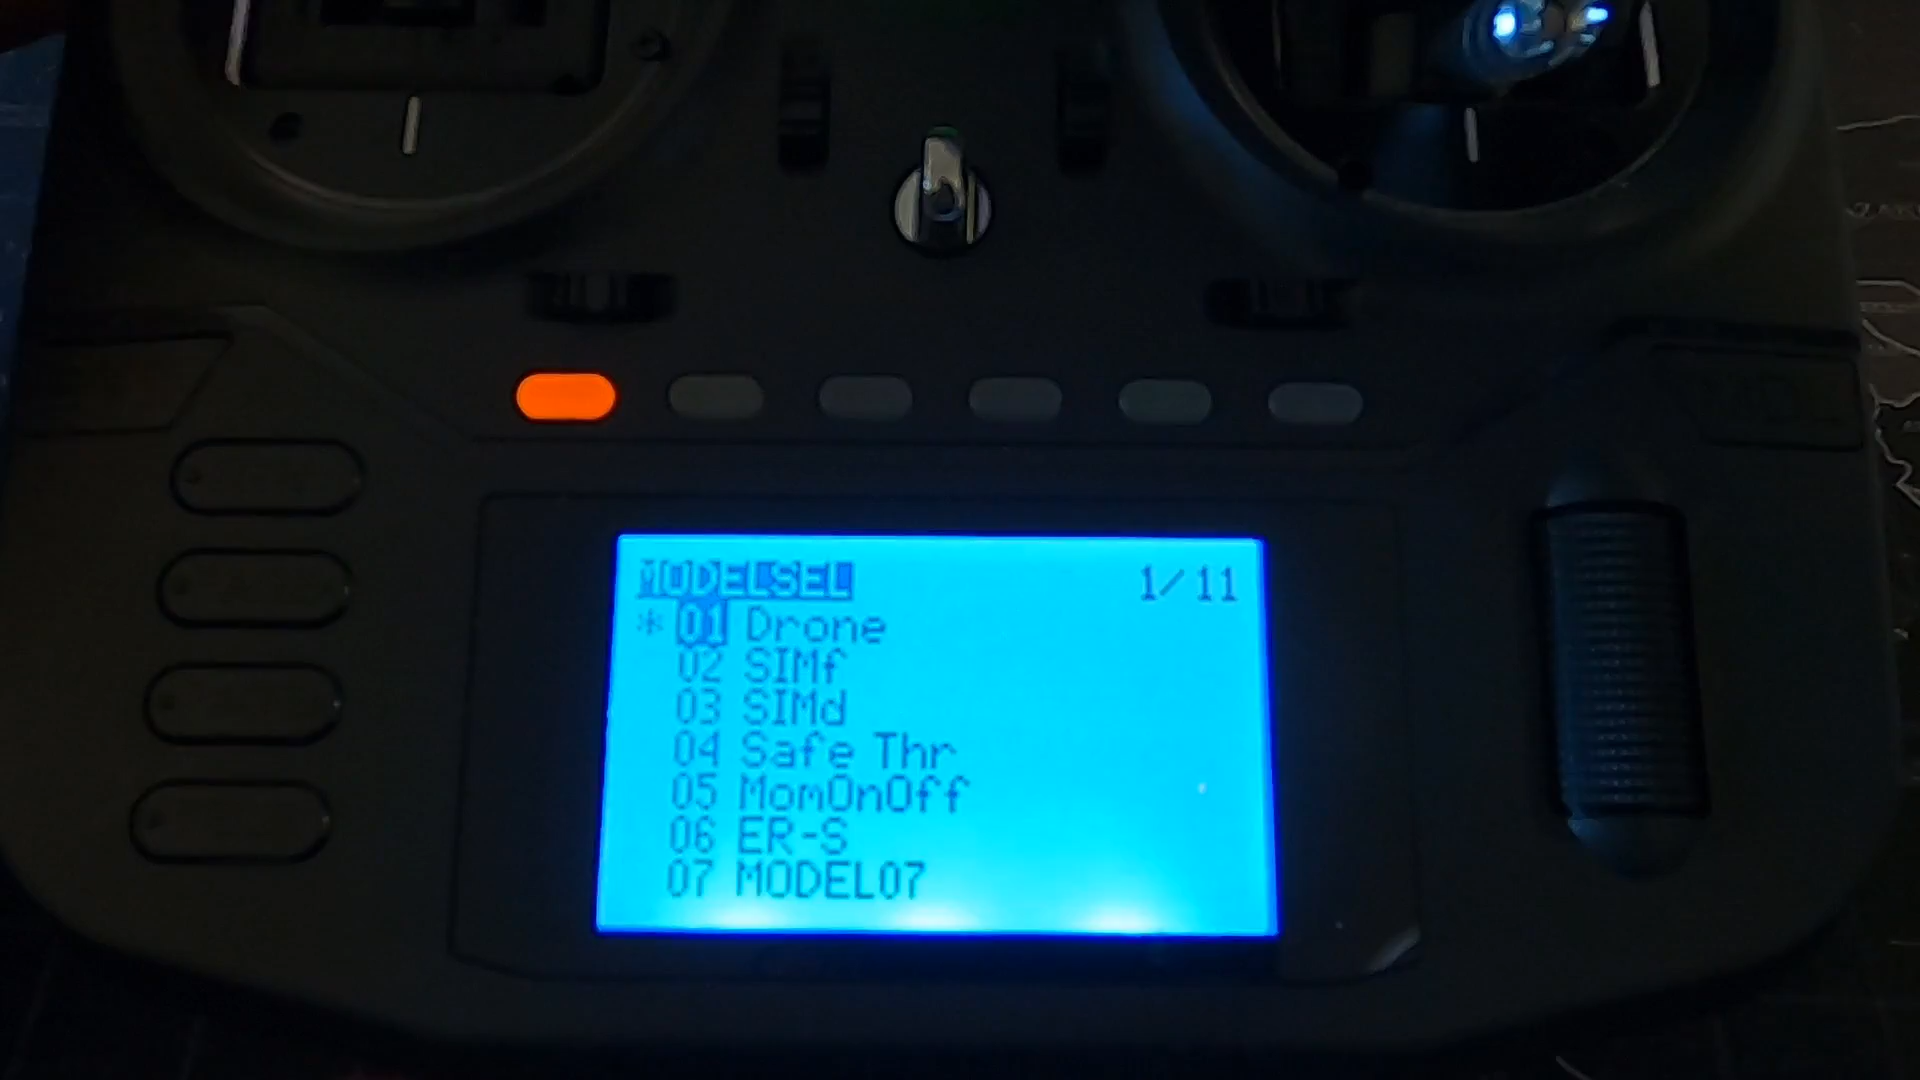 MODELSEL 1/11
* 01 Drone
02 SIMf
03 SIMd
04 Safe Thr
05 MomOnOff
06 ER-S
07 MODEL07